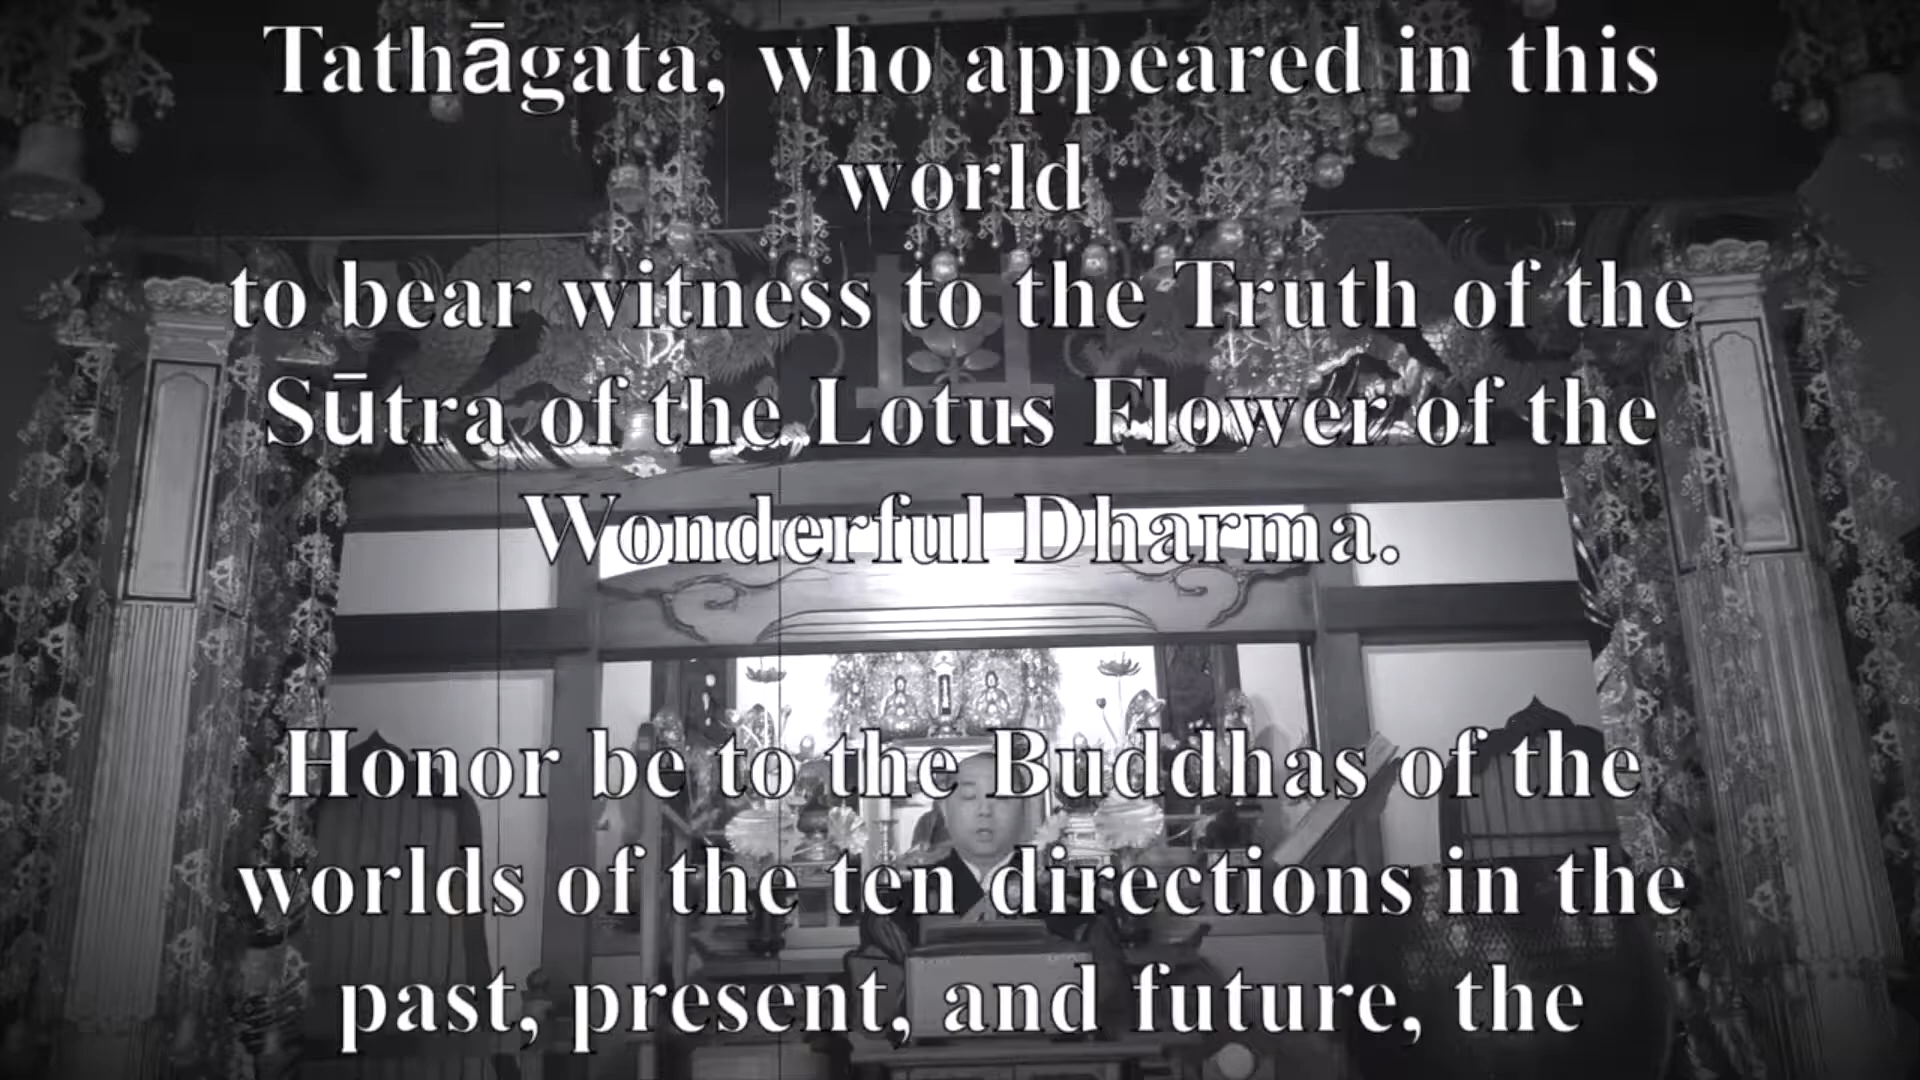 Tathāgata, who appeared in this
world
to bear witness to the Truth of the
Sūtra of the Lotus Flower of the
Wonderful Dharma.
Honor be to the Buddhas of the
worlds of the ten directions in the
past, present, and future, the